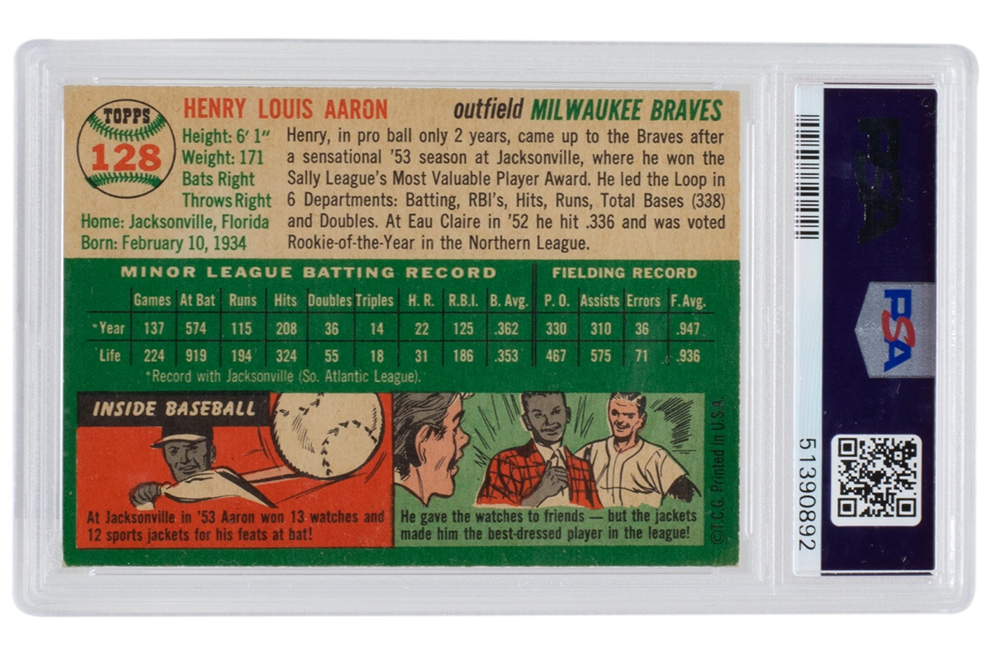 TOPPS
128
HENRY LOUIS AARON outfield MILWAUKEE BRAVES
Height: 6' 1"
Weight: 171
Bats Right
Throws Right
Home: Jacksonville, Florida
Born: February 10, 1934
Henry, in pro ball only 2 years, came up to the Braves after
a sensational '53 season at Jacksonville, where he won the
Sally League's Most Valuable Player Award. He led the Loop in
6 Departments: Batting, RBI's, Hits, Runs, Total Bases (338)
and Doubles. At Eau Claire in '52 he hit .336 and was voted
Rookie-of-the-Year in the Northern League.
MINOR LEAGUE BATTING RECORD FIELDING RECORD
Games At Bat Runs Hits Doubles Triples H. R. R.B.I. B. Avg. P. O. Assists Errors F. Avg.
*Year 137 574 115 208 36 14 22 125 .362 330 310 36 .947
Life 224 919 194 324 55 18 31 186 .353 467 575 71 .936
*Record with Jacksonville (So. Atlantic League).
INSIDE BASEBALL
At Jacksonville in '53 Aaron won 13 watches and
12 sports jackets for his feats at bat!
He gave the watches to friends — but the jackets
made him the best-dressed player in the league!
©T.C.G. Printed in U.S.A.
PSA
PSA
51390892